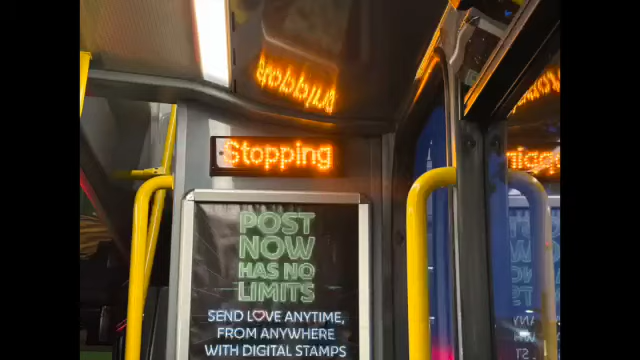 Stopping
POST
NOW
HAS NO
LIMITS
SEND LOVE ANYTIME,
FROM ANYWHERE
WITH DIGITAL STAMPS